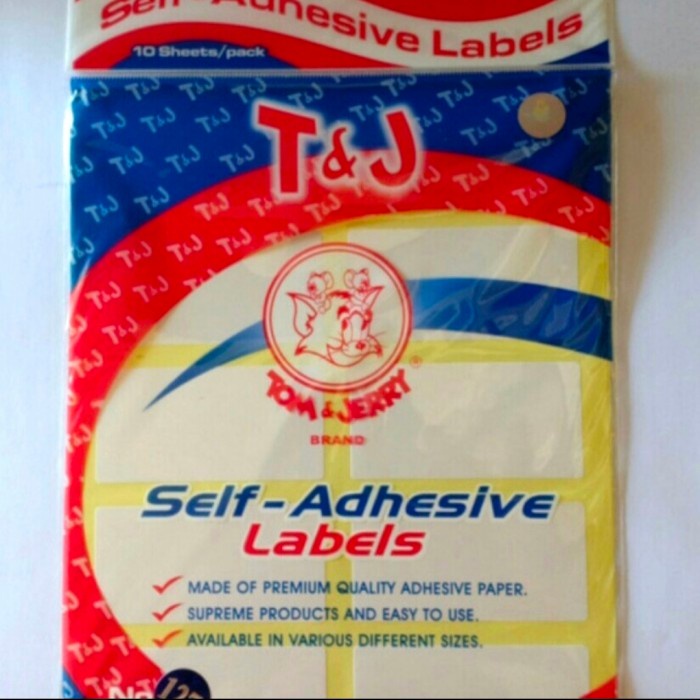 Self-Adhesive Labels
10 Sheets/pack
T&J
TOM & JERRY
®
BRAND
Self-Adhesive
Labels
MADE OF PREMIUM QUALITY ADHESIVE PAPER.
SUPREME PRODUCTS AND EASY TO USE.
AVAILABLE IN VARIOUS DIFFERENT SIZES.
No